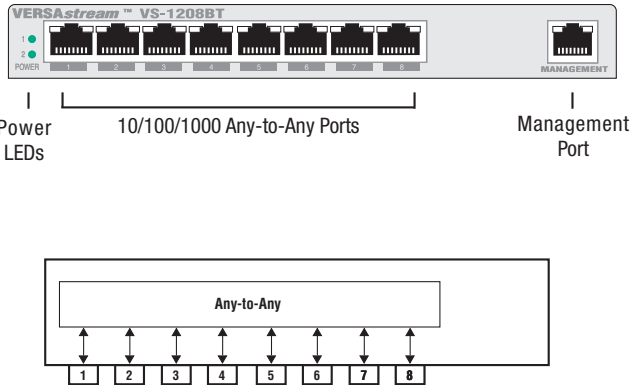 VERSAstream ™ VS-1208BT
1
2
POWER
1 2 3 4 5 6 7 8
MANAGEMENT
Power
LEDs
10/100/1000 Any-to-Any Ports
Management
Port
Any-to-Any
1 2 3 4 5 6 7 8